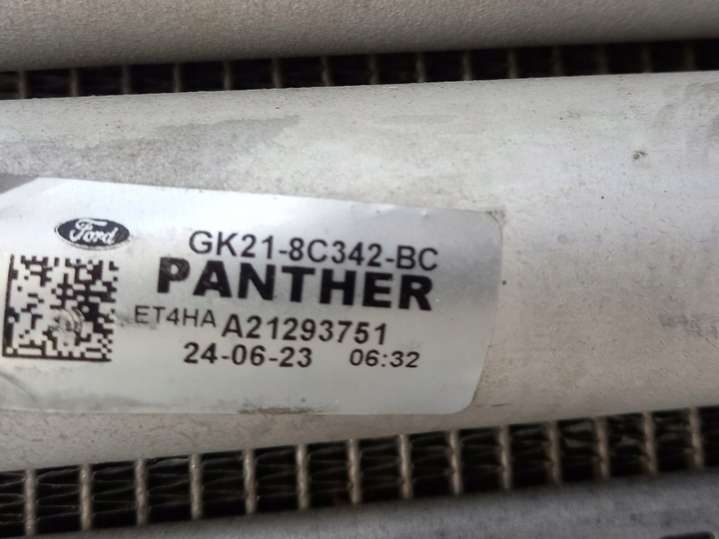 Ford
GK21-8C342-BC
PANTHER
ET4HA A21293751
24-06-23 06:32